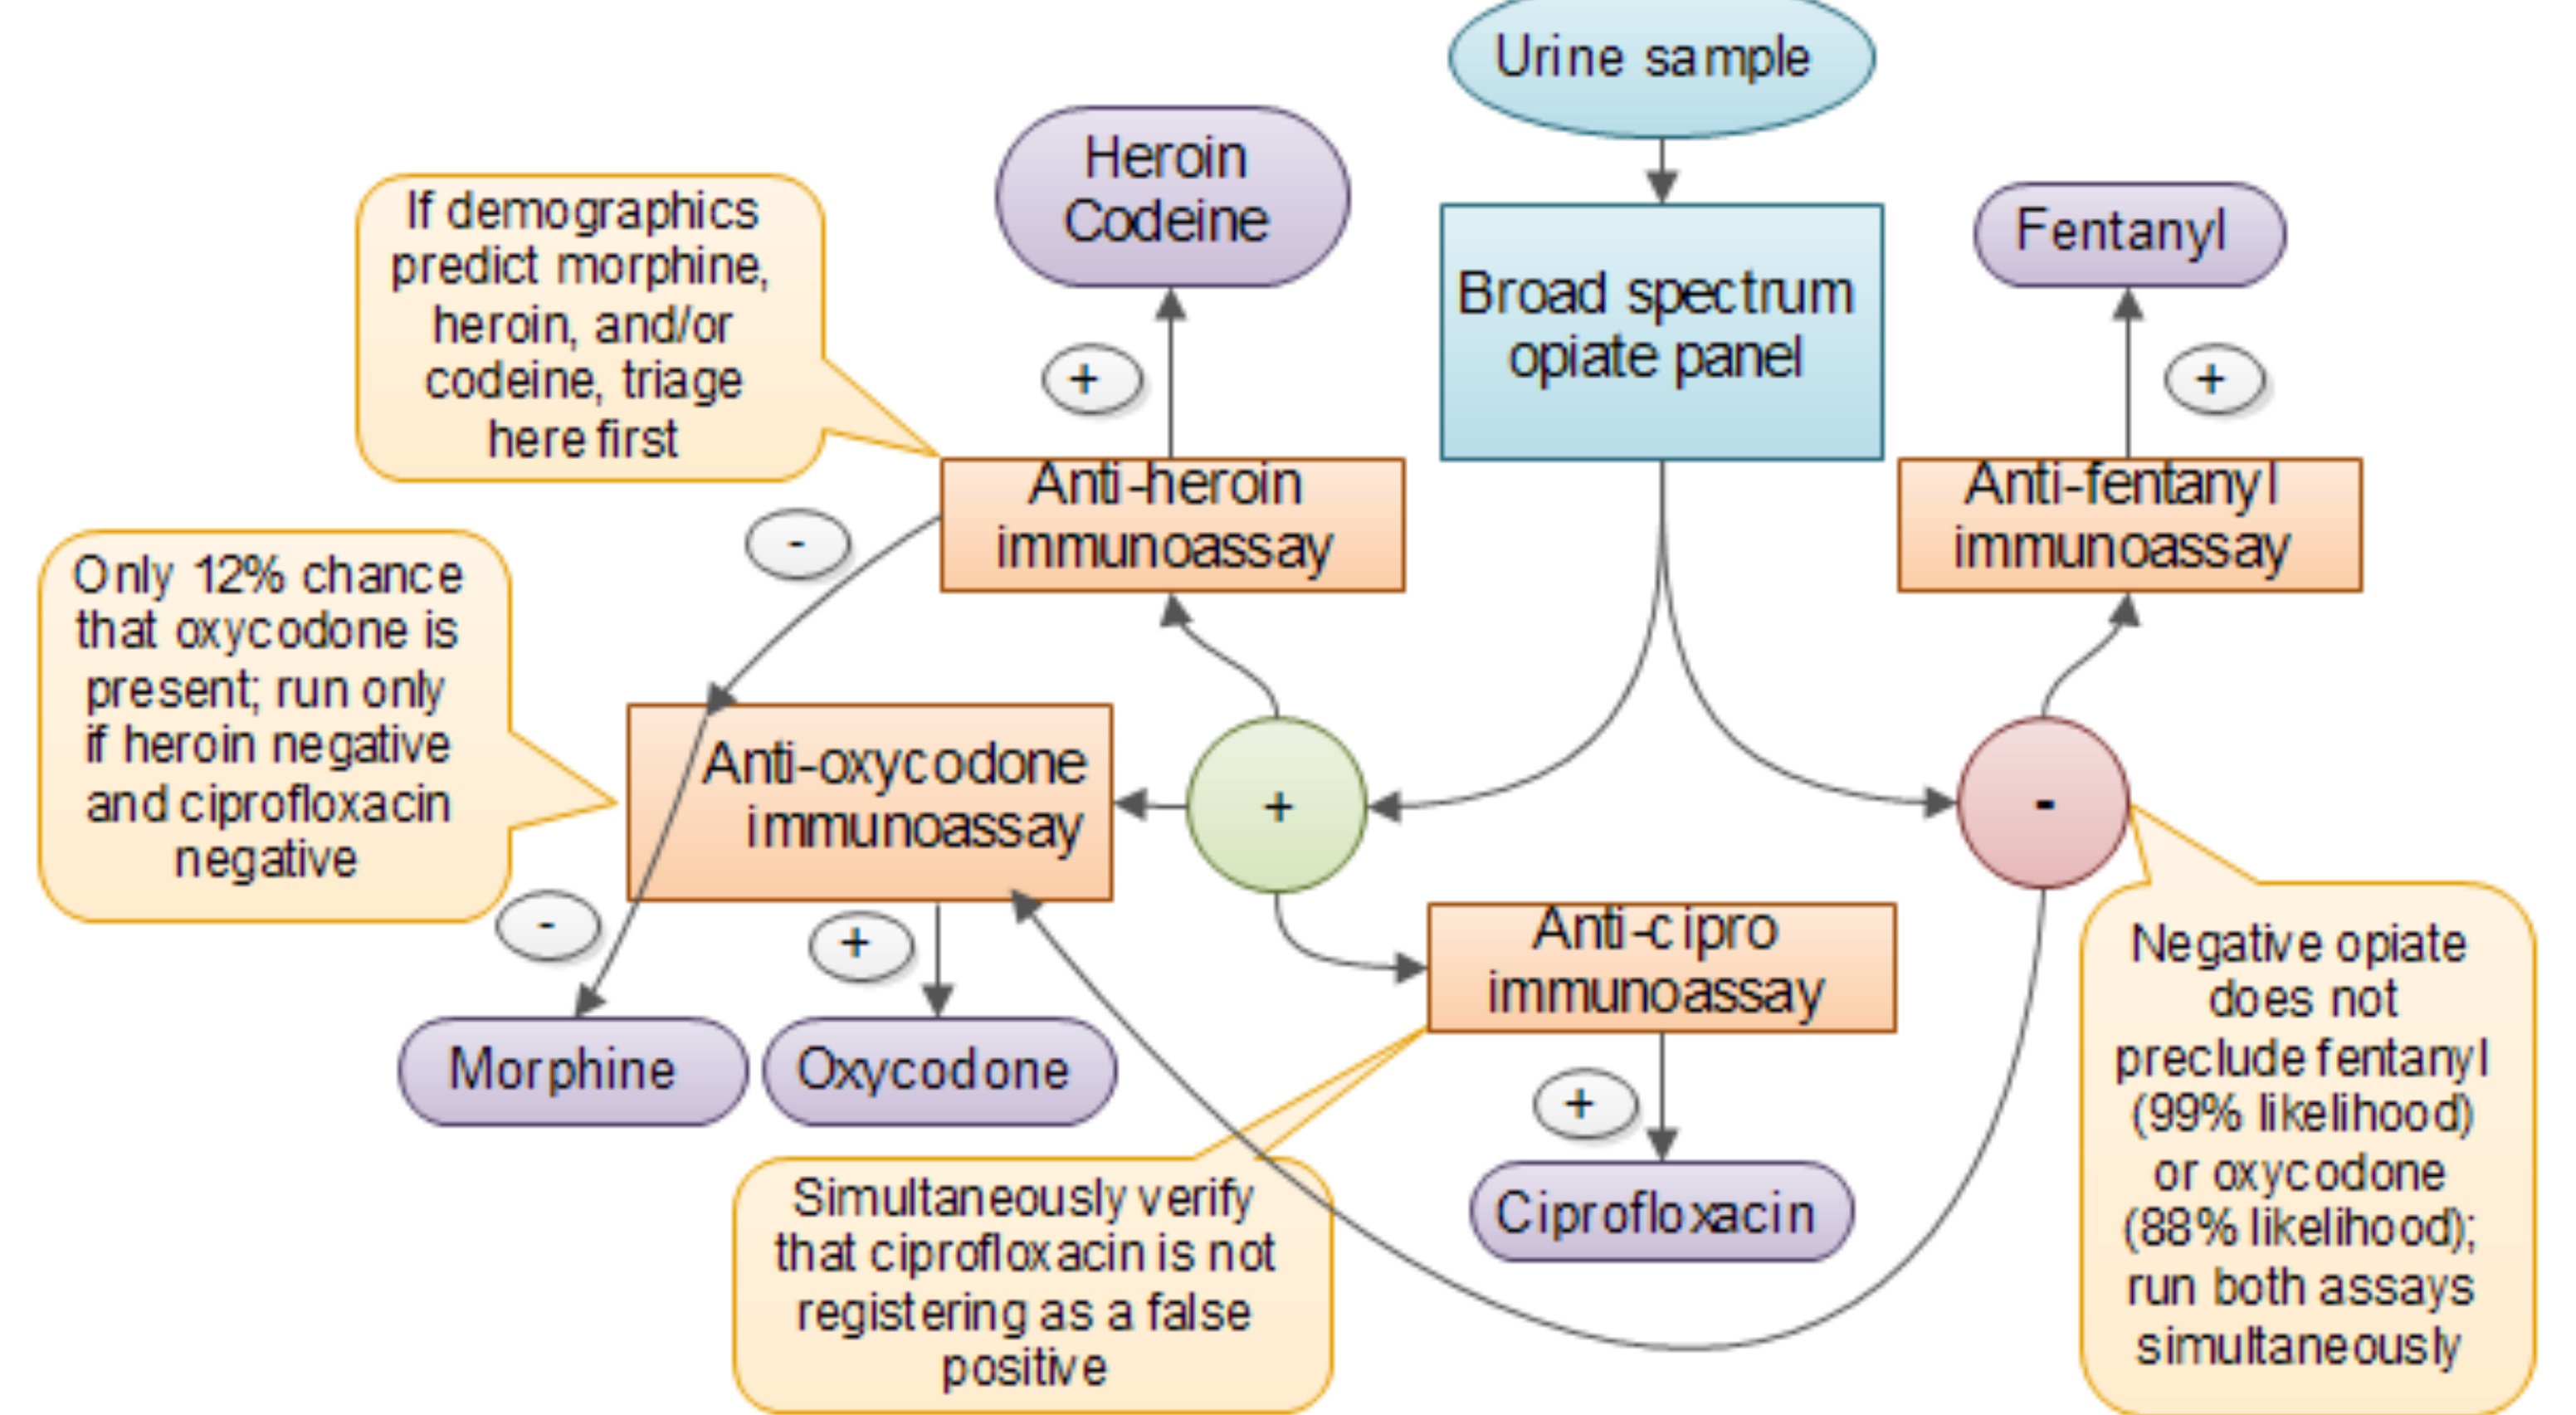 Urine sample
Broad spectrum
opiate panel
Heroin
Codeine
Fentanyl
If demographics
predict morphine,
heroin, and/or
codeine, triage
here first
+
+
Anti-heroin
immunoassay
Anti-fentanyl
immunoassay
-
Only 12% chance
that oxycodone is
present; run only
if heroin negative
and ciprofloxacin
negative
Anti-oxycodone
immunoassay
+
-
-
+
Anti-cipro
immunoassay
Morphine
Oxycodone
+
Ciprofloxacin
Simultaneously verify
that ciprofloxacin is not
registering as a false
positive
Negative opiate
does not
preclude fentanyl
(99% likelihood)
or oxycodone
(88% likelihood);
run both assays
simultaneously